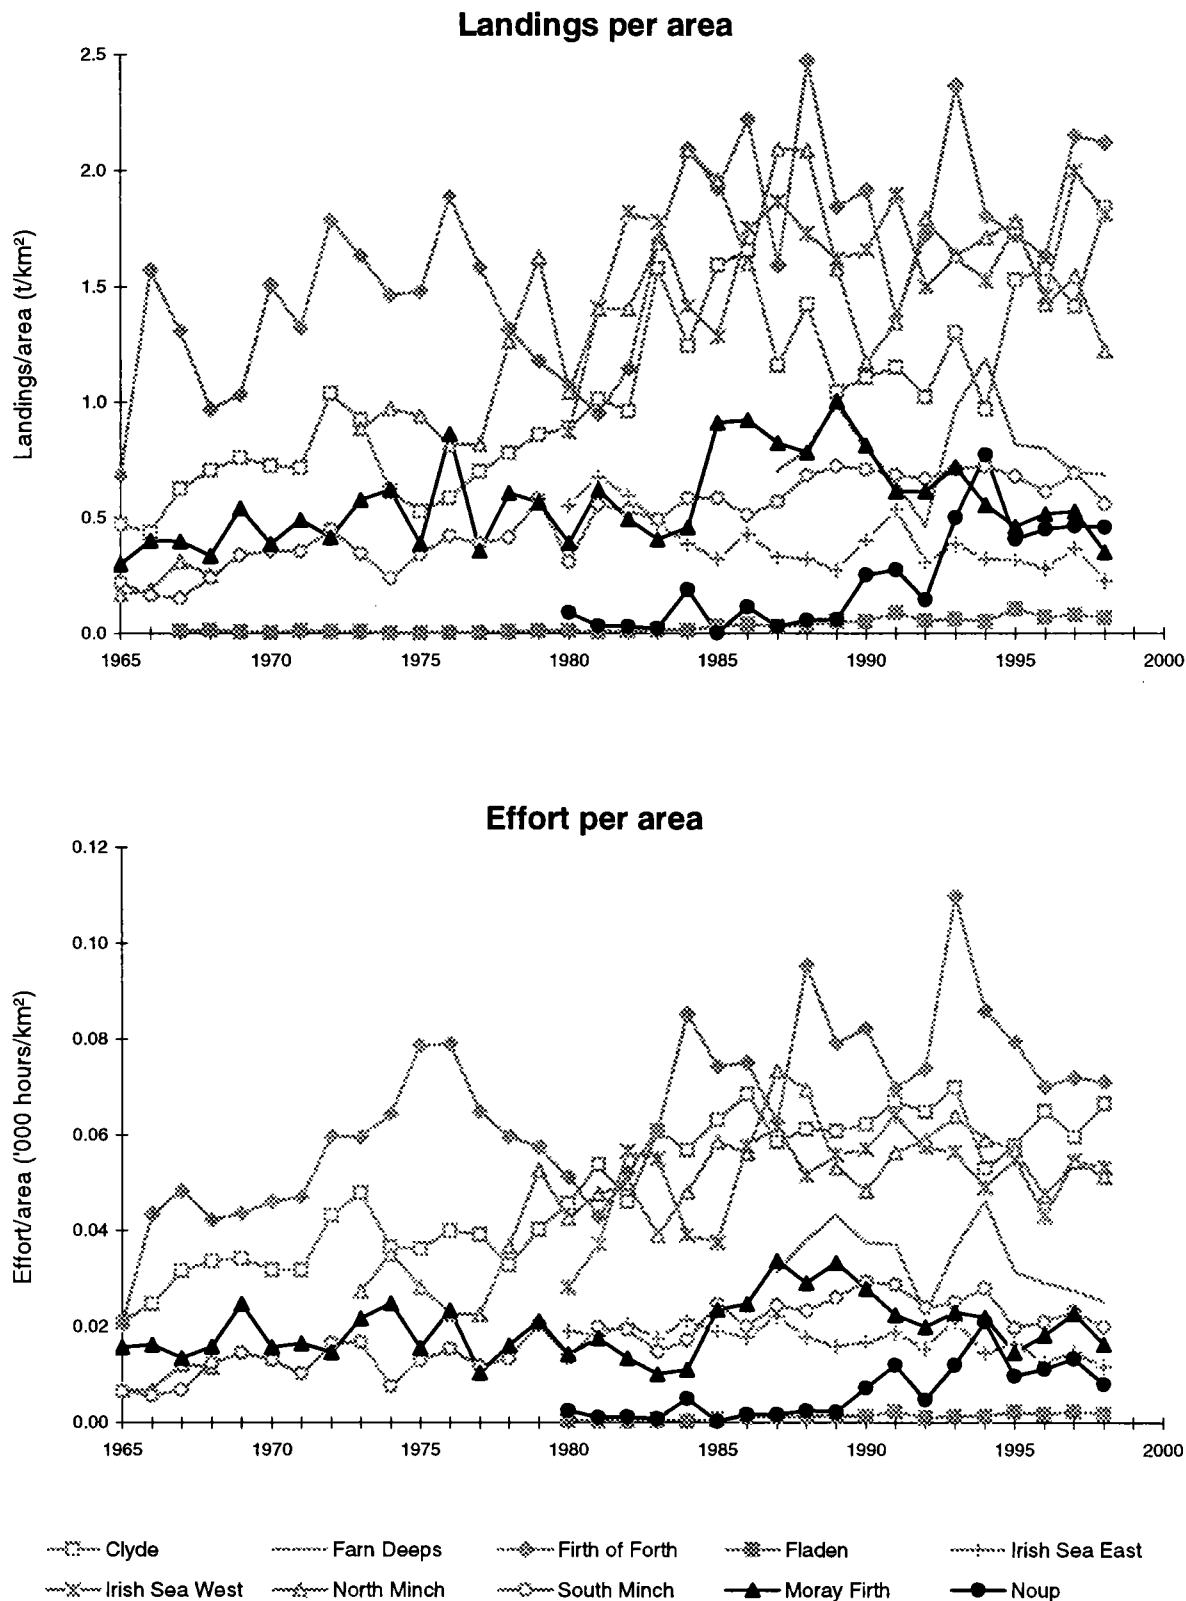 Landings per area
Landings/area (t/km²)
2.5
2.0
1.5
1.0
0.5
0.0
1965 1970 1975 1980 1985 1990 1995 2000
Effort per area
Effort/area ('000 hours/km²)
0.12
0.10
0.08
0.06
0.04
0.02
0.00
1965 1970 1975 1980 1985 1990 1995 2000
Clyde Farn Deeps Firth of Forth Fladen Irish Sea East
Irish Sea West North Minch South Minch Moray Firth Noup